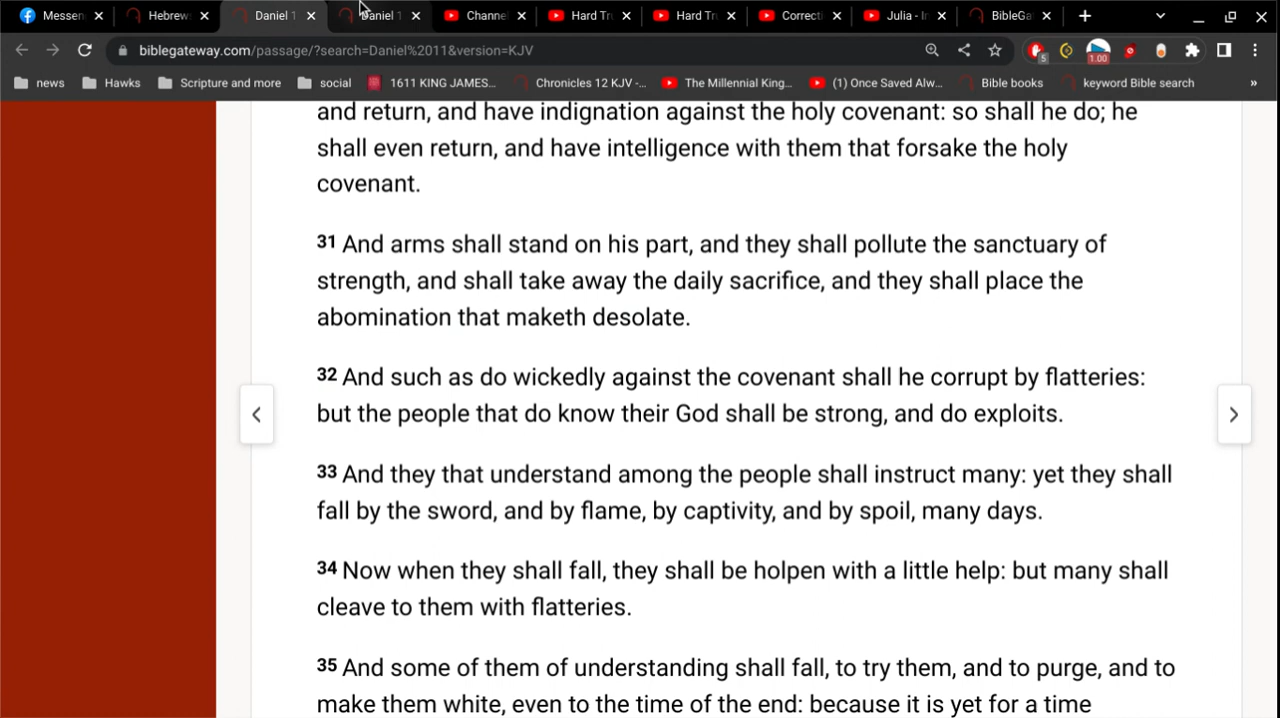 Messen
Hebrew
Daniel 1
Daniel 1
Channe
Hard Tr
Hard Tr
Correcti
Julia - I
BibleGa
biblegateway.com/passage/?search=Daniel%2011&version=KJV
5
1.00
news
Hawks
Scripture and more
social
1611 KING JAMES...
Chronicles 12 KJV -...
The Millennial King...
(1) Once Saved Alw...
Bible books
keyword Bible search
»
and return, and have indignation against the holy covenant: so shall he do; he
shall even return, and have intelligence with them that forsake the holy
covenant.
31 And arms shall stand on his part, and they shall pollute the sanctuary of
strength, and shall take away the daily sacrifice, and they shall place the
abomination that maketh desolate.
32 And such as do wickedly against the covenant shall he corrupt by flatteries:
but the people that do know their God shall be strong, and do exploits.
33 And they that understand among the people shall instruct many: yet they shall
fall by the sword, and by flame, by captivity, and by spoil, many days.
34 Now when they shall fall, they shall be holpen with a little help: but many shall
cleave to them with flatteries.
35 And some of them of understanding shall fall, to try them, and to purge, and to
make them white, even to the time of the end: because it is yet for a time